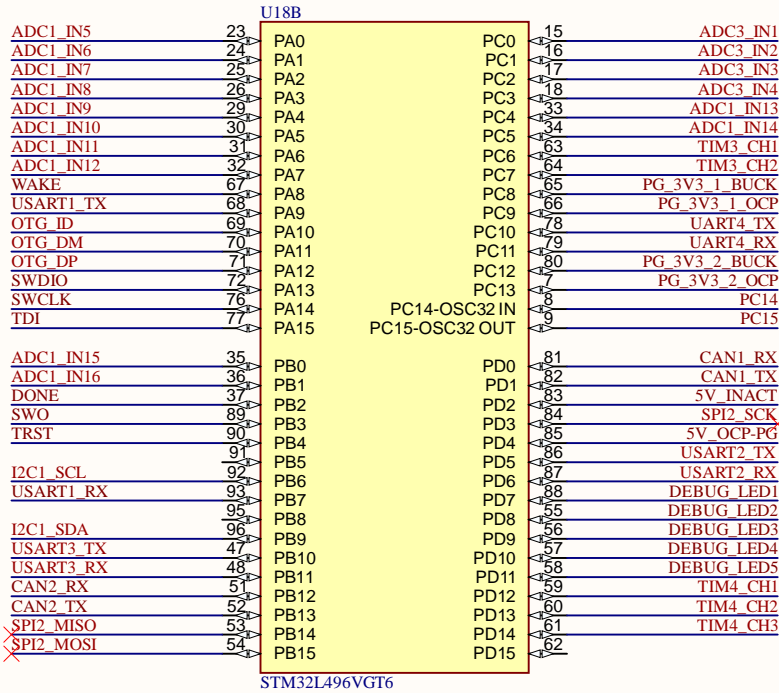 U18B
ADC1_IN5 23 PA0 PC0 15 ADC3_IN1
ADC1_IN6 24 PA1 PC1 16 ADC3_IN2
ADC1_IN7 25 PA2 PC2 17 ADC3_IN3
ADC1_IN8 26 PA3 PC3 18 ADC3_IN4
ADC1_IN9 29 PA4 PC4 33 ADC1_IN13
ADC1_IN10 30 PA5 PC5 34 ADC1_IN14
ADC1_IN11 31 PA6 PC6 63 TIM3_CH1
ADC1_IN12 32 PA7 PC7 64 TIM3_CH2
WAKE 67 PA8 PC8 65 PG_3V3_1_BUCK
USART1_TX 68 PA9 PC9 66 PG_3V3_1_OCP
OTG_ID 69 PA10 PC10 78 UART4_TX
OTG_DM 70 PA11 PC11 79 UART4_RX
OTG_DP 71 PA12 PC12 80 PG_3V3_2_BUCK
SWDIO 72 PA13 PC13 7 PG_3V3_2_OCP
SWCLK 76 PA14 PC14-OSC32 IN 8 PC14
TDI 77 PA15 PC15-OSC32 OUT 9 PC15
ADC1_IN15 35 PB0 PD0 81 CAN1_RX
ADC1_IN16 36 PB1 PD1 82 CAN1_TX
DONE 37 PB2 PD2 83 5V_INACT
SWO 89 PB3 PD3 84 SPI2_SCK
TRST 90 PB4 PD4 85 5V_OCP-PG
91 PB5 PD5 86 USART2_TX
I2C1_SCL 92 PB6 PD6 87 USART2_RX
USART1_RX 93 PB7 PD7 88 DEBUG_LED1
95 PB8 PD8 55 DEBUG_LED2
I2C1_SDA 96 PB9 PD9 56 DEBUG_LED3
USART3_TX 47 PB10 PD10 57 DEBUG_LED4
USART3_RX 48 PB11 PD11 58 DEBUG_LED5
CAN2_RX 51 PB12 PD12 59 TIM4_CH1
CAN2_TX 52 PB13 PD13 60 TIM4_CH2
SPI2_MISO 53 PB14 PD14 61 TIM4_CH3
SPI2_MOSI 54 PB15 PD15 62
STM32L496VGT6